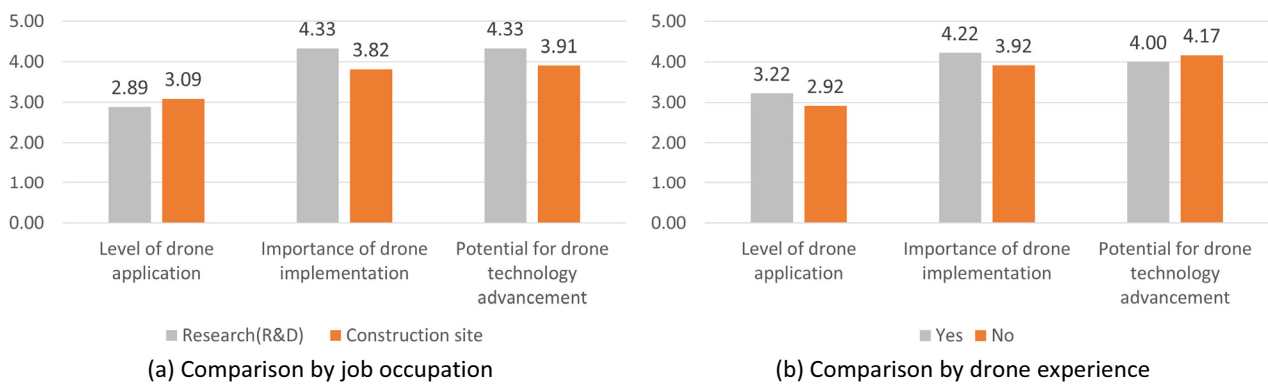 5.00
4.00
3.00
2.00
1.00
0.00
2.89
3.09
4.33
3.82
4.33
3.91
Level of drone
application
Importance of drone
implementation
Potential for drone
technology
advancement
Research(R&D)
Construction site
(a) Comparison by job occupation
5.00
4.00
3.00
2.00
1.00
0.00
3.22
2.92
4.22
3.92
4.00
4.17
Level of drone
application
Importance of drone
implementation
Potential for drone
technology
advancement
Yes
No
(b) Comparison by drone experience